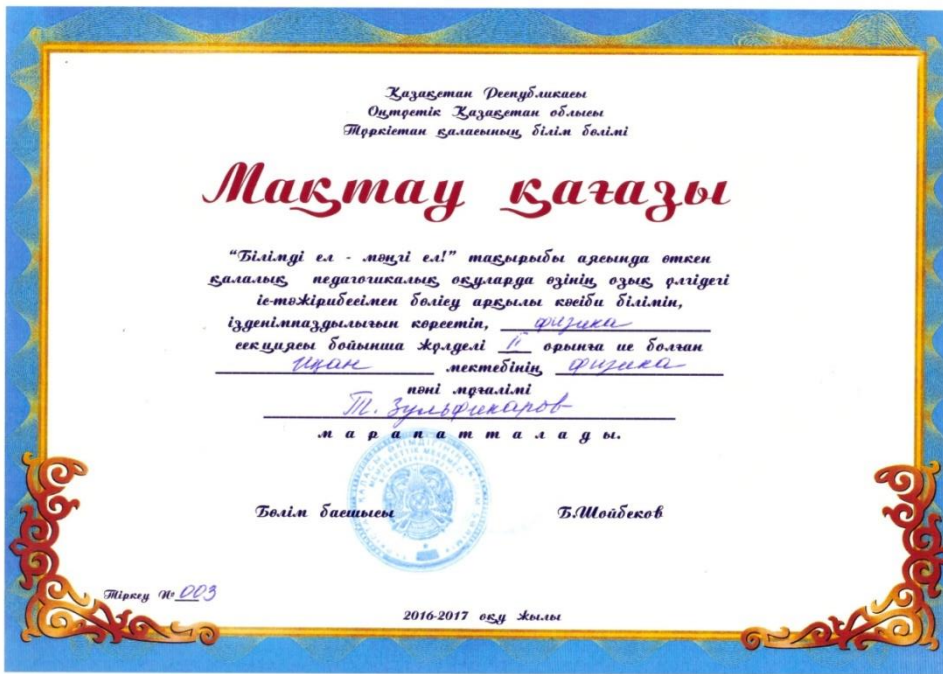 Қазақстан Республикасы
Оңтүстік Қазақстан облысы
Түркістан қаласының білім бөлімі
Мақтау қағазы
“Білімді ел - мәңгі ел!” тақырыбы аясында өткен
қалалық педагогикалық оқуларда өзінің озық үлгідегі
іс-тәжірибесімен бөлісу арқылы кәсіби білімін,
ізденімпаздылығын көрсетіп, физика
секциясы бойынша жүлделі II орынға ие болған
Иқан мектебінің физика
пәні мұғалімі
Т. Зульфикаров
марапатталады.
Бөлім басшысы Б.Шойбеков
Тіркеу № 003
2016-2017 оқу жылы